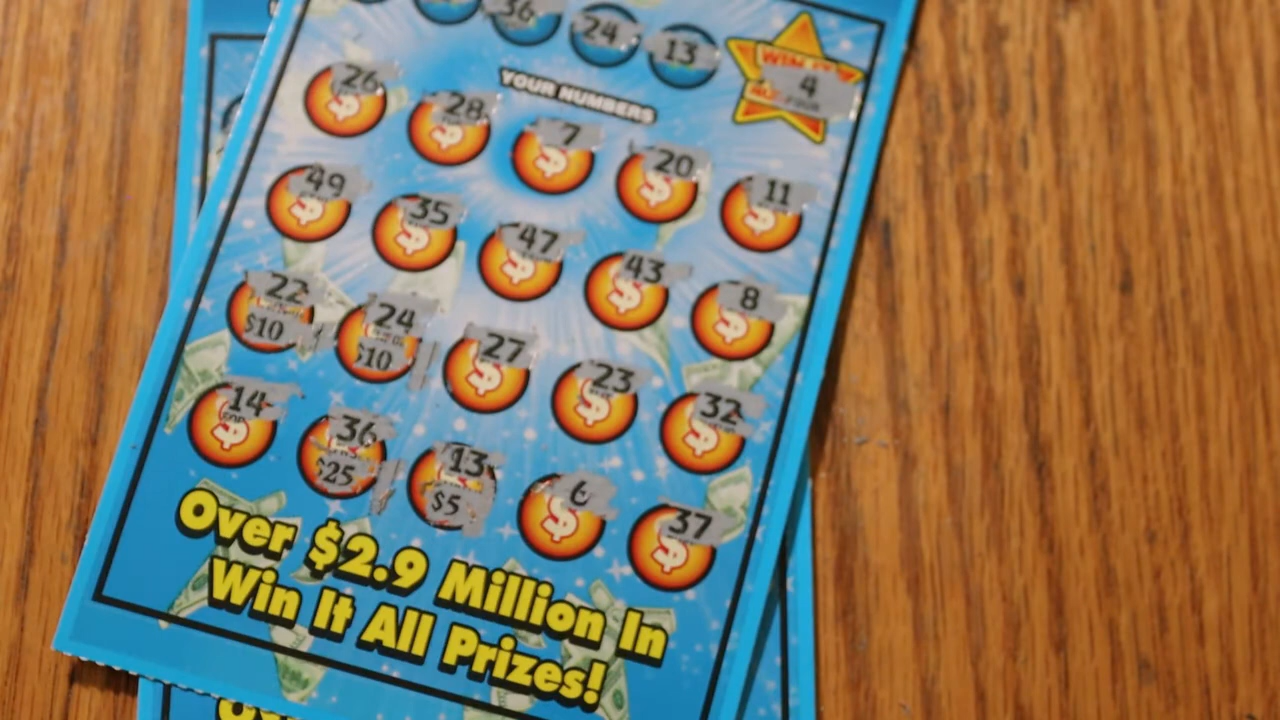 36 24 13
WIN IT
4
YOUR NUMBERS
26 28 7 20 11
49 35 47 43 8
22 24 27 23 32
$10 $10
14 36 13 6 37
$25 $5
Over $2.9 Million In
Win It All Prizes!